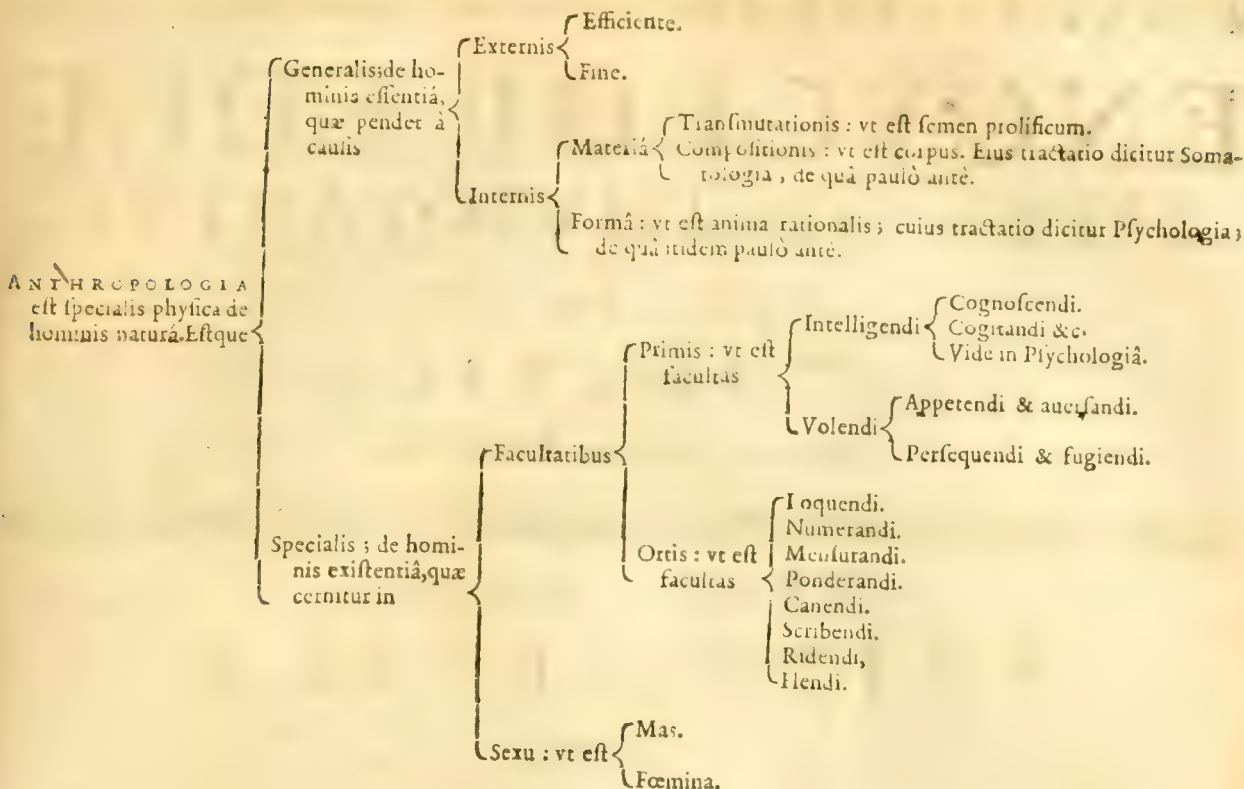 ANTHROPOLOGIA
est specialis physica de
hominis naturá. Estque
Generalis; de ho-
minis essentiá,
quæ pendet à
causis
Externis
Efficiente.
Fine.
Internis
Materiá
Transmutationis : vt est semen prolificum.
Compositionis : vt est corpus. Eius tractatio dicitur Soma-
tologia, de quâ paulò antè.
Formâ : vt est anima rationalis ; cuius tractatio dicitur Psychologia ;
de quâ itidem paulò antè.
Specialis ; de homi-
nis existentiâ, quæ
cernitur in
Facultatibus
Primis : vt est
facultas
Intelligendi
Cognoscendi.
Cogitandi &c.
Vide in Psychologiâ.
Volendi
Appetendi & auersandi.
Persequendi & fugiendi.
Ortis : vt est
facultas
Loquendi.
Numerandi.
Mensurandi.
Ponderandi.
Canendi.
Scribendi.
Ridendi,
Flendi.
Sexu : vt est
Mas.
Fœmina.